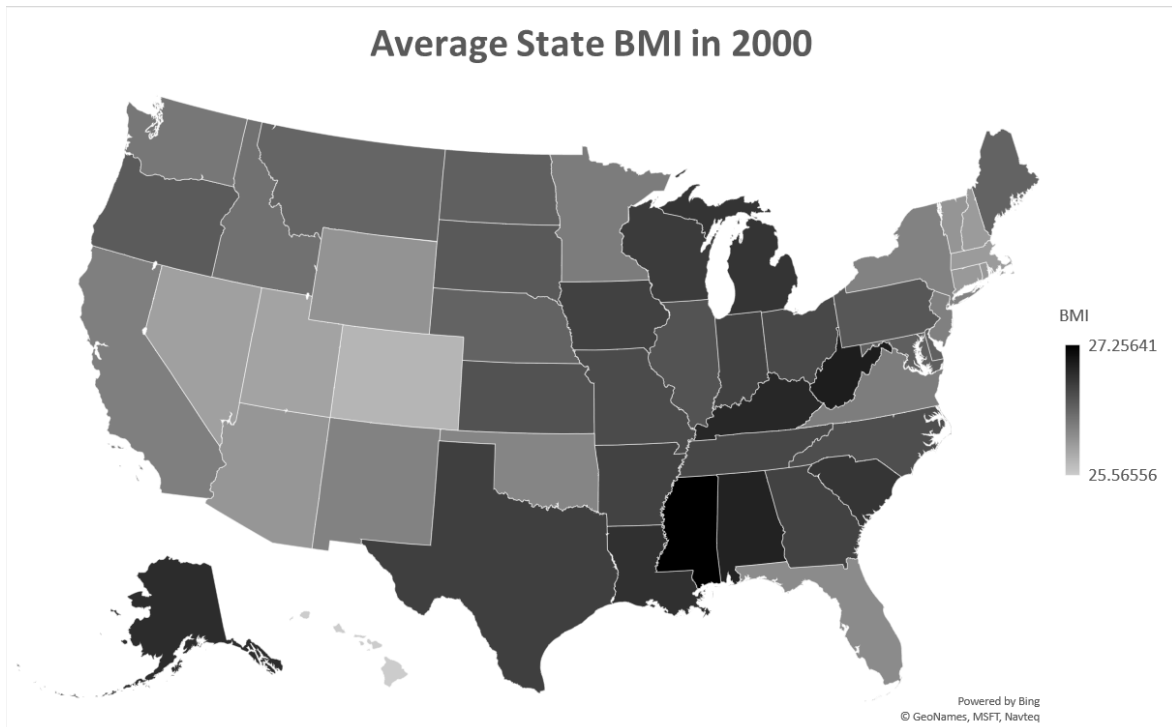 Average State BMI in 2000
BMI
27.25641
25.56556
Powered by Bing
© GeoNames, MSFT, Navteq